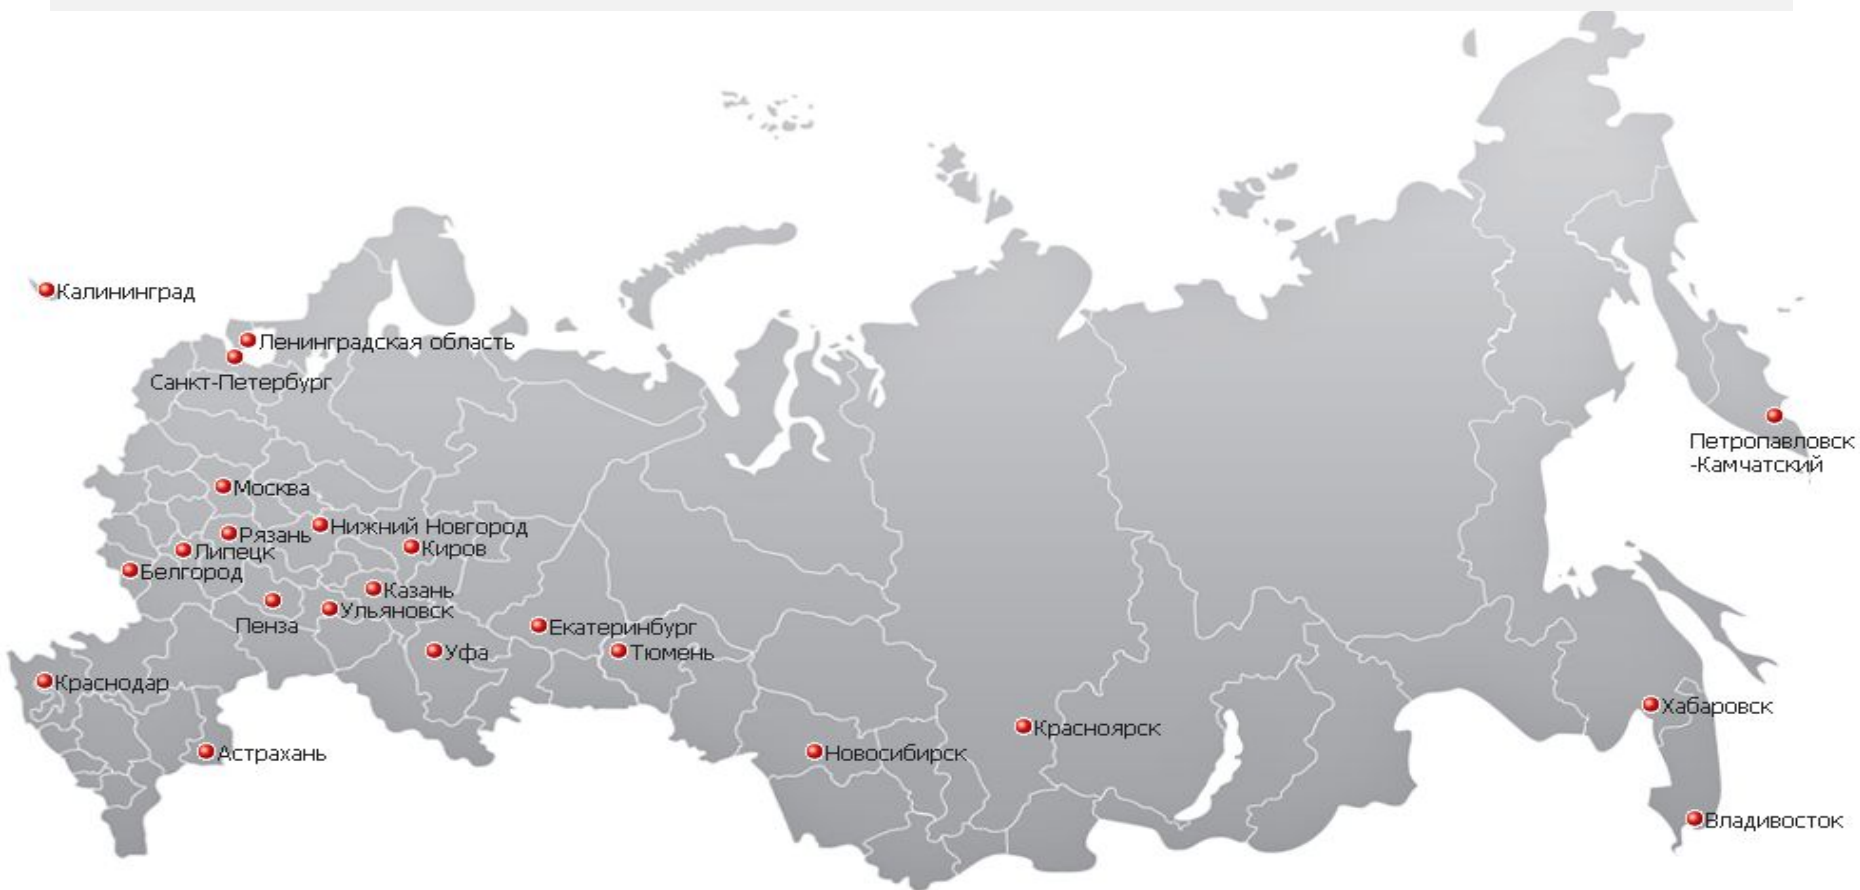 Калининград
Ленинградская область
Санкт-Петербург
Петропавловск
-Камчатский
Москва
Нижний Новгород
Рязань
Киров
Липецк
Белгород
Казань
Ульяновск
Пенза
Екатеринбург
Уфа
Тюмень
Краснодар
Хабаровск
Красноярск
Астрахань
Новосибирск
Владивосток